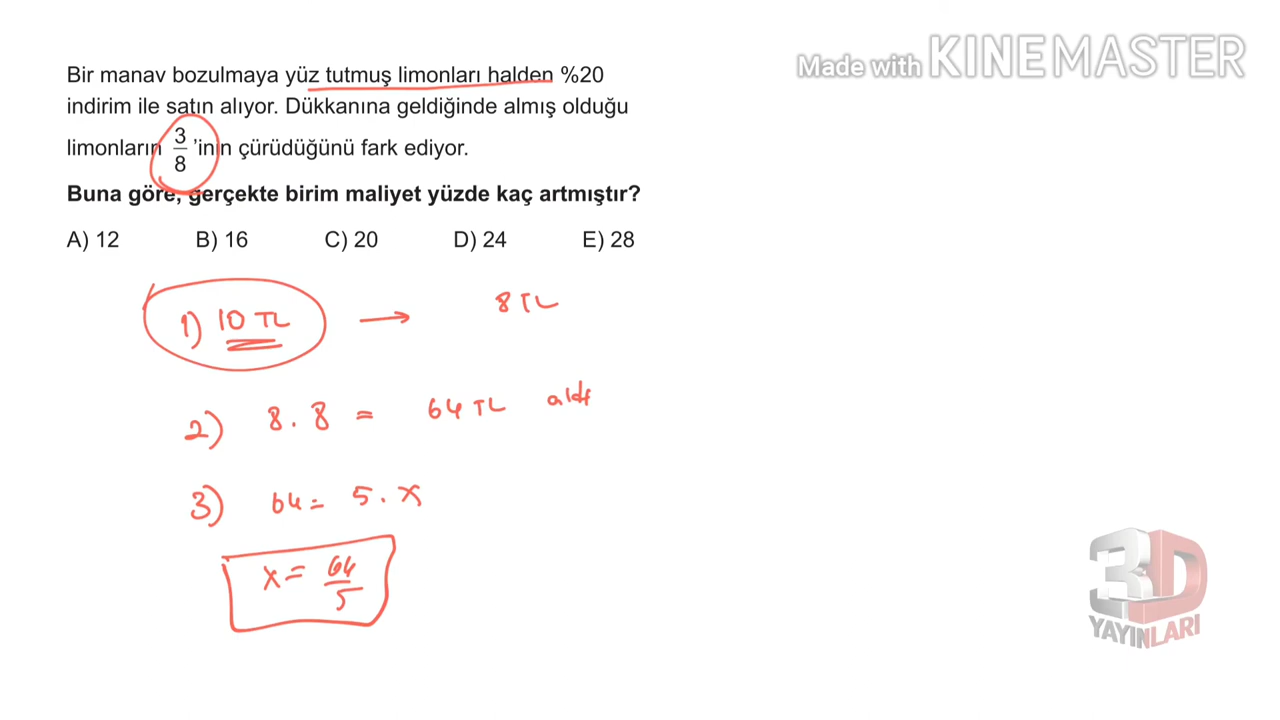 Made with KINEMASTER
Bir manav bozulmaya yüz tutmuş limonları halden %20
indirim ile satın alıyor. Dükkanına geldiğinde almış olduğu
limonların 3/8 'inin çürüdüğünü fark ediyor.
Buna göre, gerçekte birim maliyet yüzde kaç artmıştır?
A) 12 B) 16 C) 20 D) 24 E) 28
1) 10 TL → 8 TL
2) 8 . 8 = 64 TL aldı
3) 64 = 5 . x
x = 64/5
3D
YAYINLARI